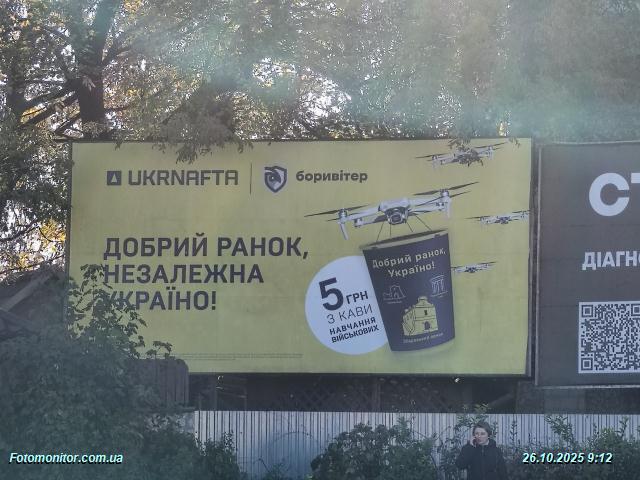 UKRNAFTA
боривітер
ДОБРИЙ РАНОК,
НЕЗАЛЕЖНА
УКРАЇНО!
5 ГРН
З КАВИ
НАВЧАННЯ
ВІЙСЬКОВИХ
Добрий ранок,
Україно!
СТ
ДІАГНО
Fotomonitor.com.ua
26.10.2025 9:12